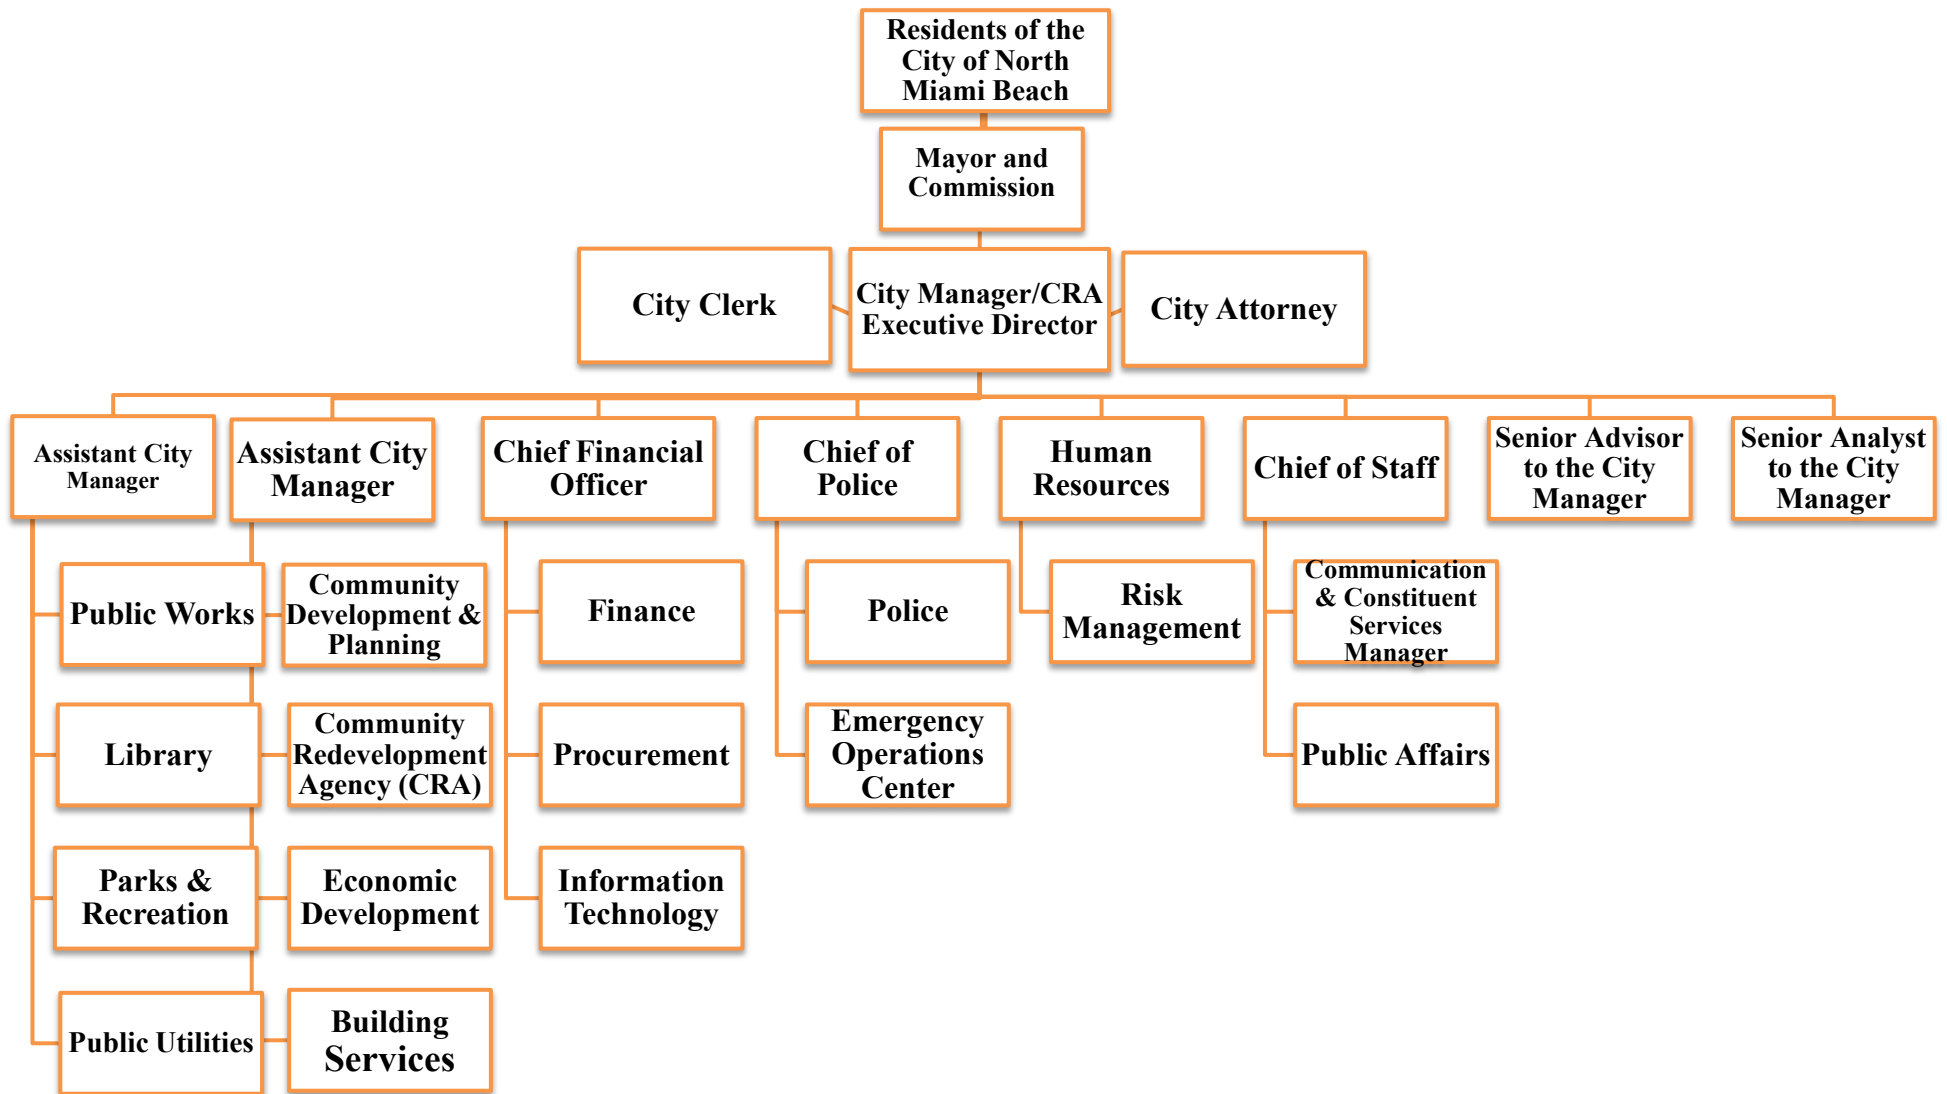 Residents of the
City of North
Miami Beach
Mayor and
Commission
City Clerk
City Manager/CRA
Executive Director
City Attorney
Assistant City
Manager
Assistant City
Manager
Chief Financial
Officer
Chief of
Police
Human
Resources
Chief of Staff
Senior Advisor
to the City
Manager
Senior Analyst
to the City
Manager
Public Works
Community
Development &
Planning
Finance
Police
Risk
Management
Communication
& Constituent
Services
Manager
Library
Community
Redevelopment
Agency (CRA)
Procurement
Emergency
Operations
Center
Public Affairs
Parks &
Recreation
Economic
Development
Information
Technology
Public Utilities
Building
Services